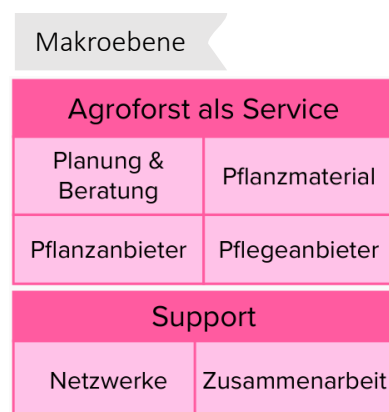 Makroebene
Agroforst als Service
Planung &
Beratung
Pflanzmaterial
Pflanzanbieter
Pflegeanbieter
Support
Netzwerke
Zusammenarbeit